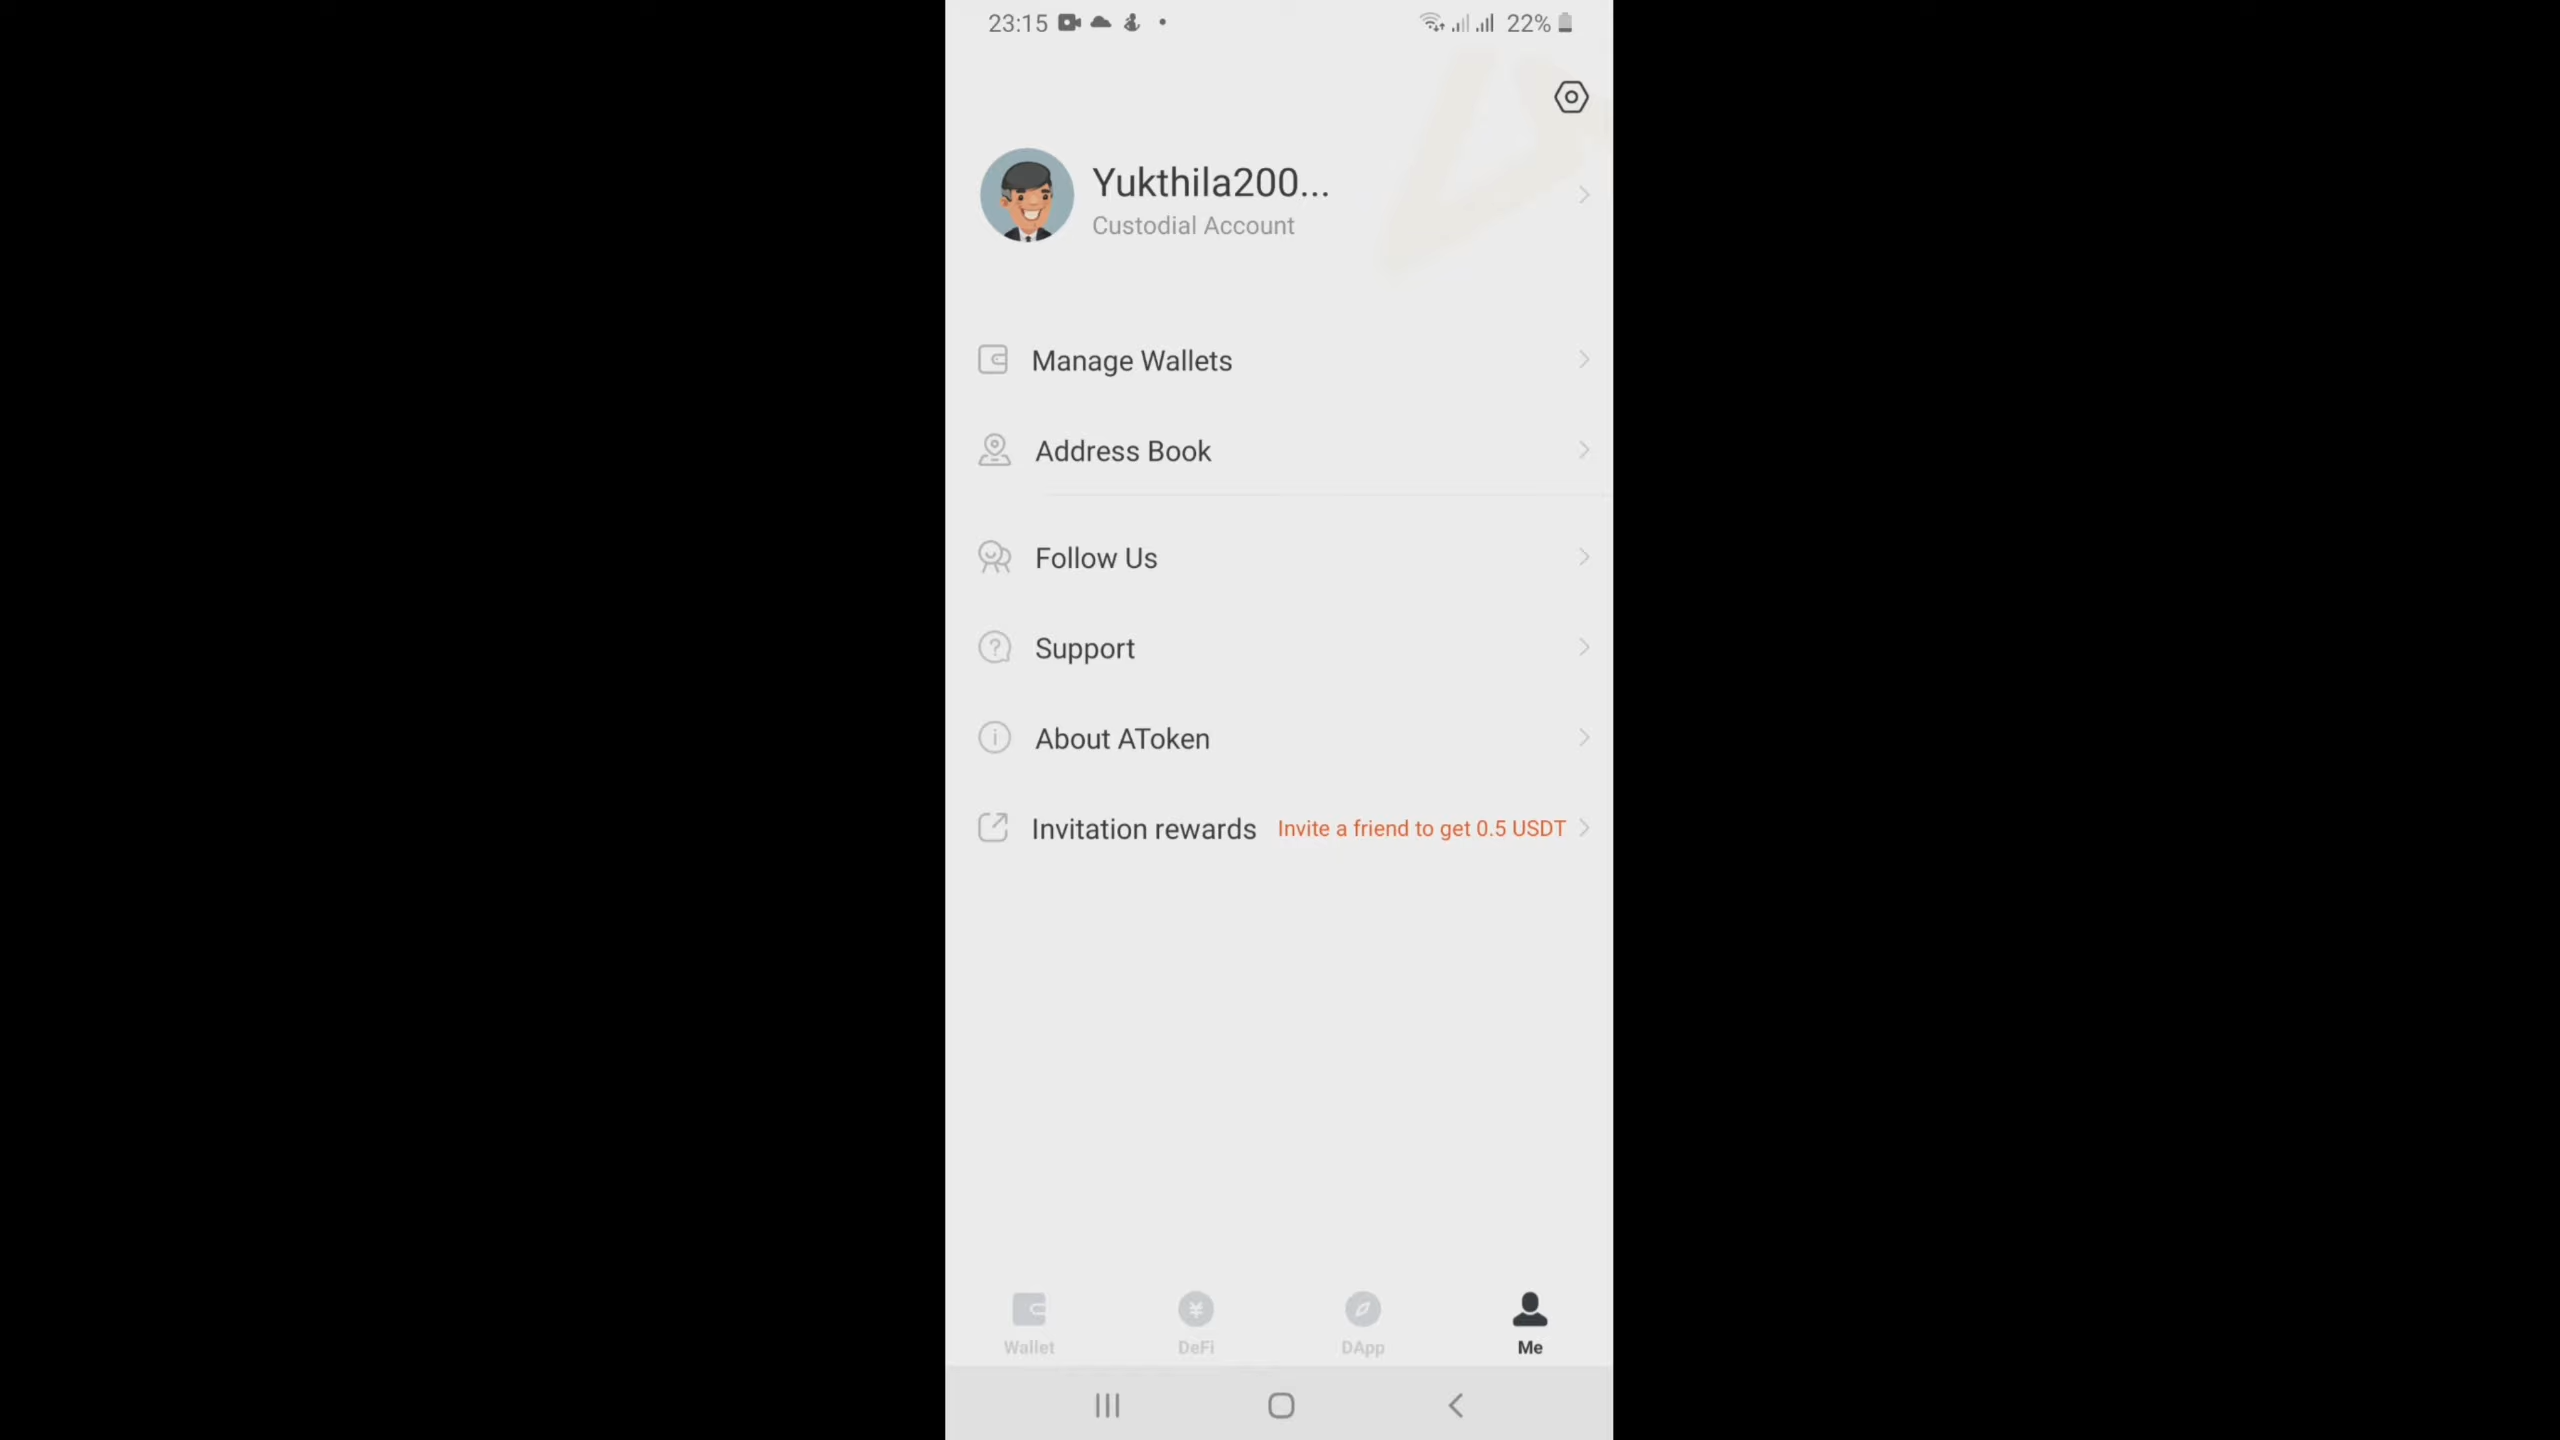 23:15
22%
Yukthila200...
Custodial Account
Manage Wallets
Address Book
Follow Us
Support
About AToken
Invitation rewards Invite a friend to get 0.5 USDT
Wallet DeFi DApp Me